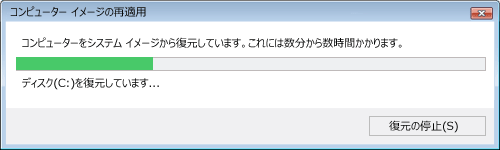 コンピューター イメージの再適用
コンピューターをシステム イメージから復元しています。これには数分から数時間かかります。
ディスク(C:)を復元しています...
復元の停止(S)